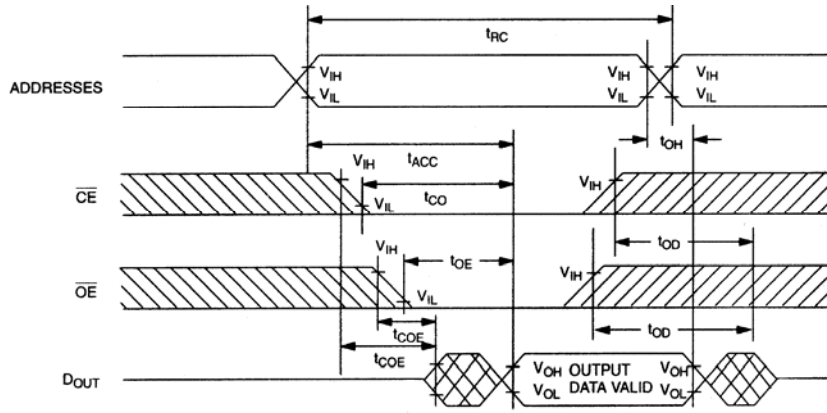 tRC
ADDRESSES
VIH VIH VIH
VIL VIL VIL
tOH
tACC
VIH
CE VIH
tCO
VIL
tOD
VIH
tOE VIH
OE
VIL
tOD
tCOE
tCOE
DOUT
VOH OUTPUT VOH
VOL DATA VALID VOL